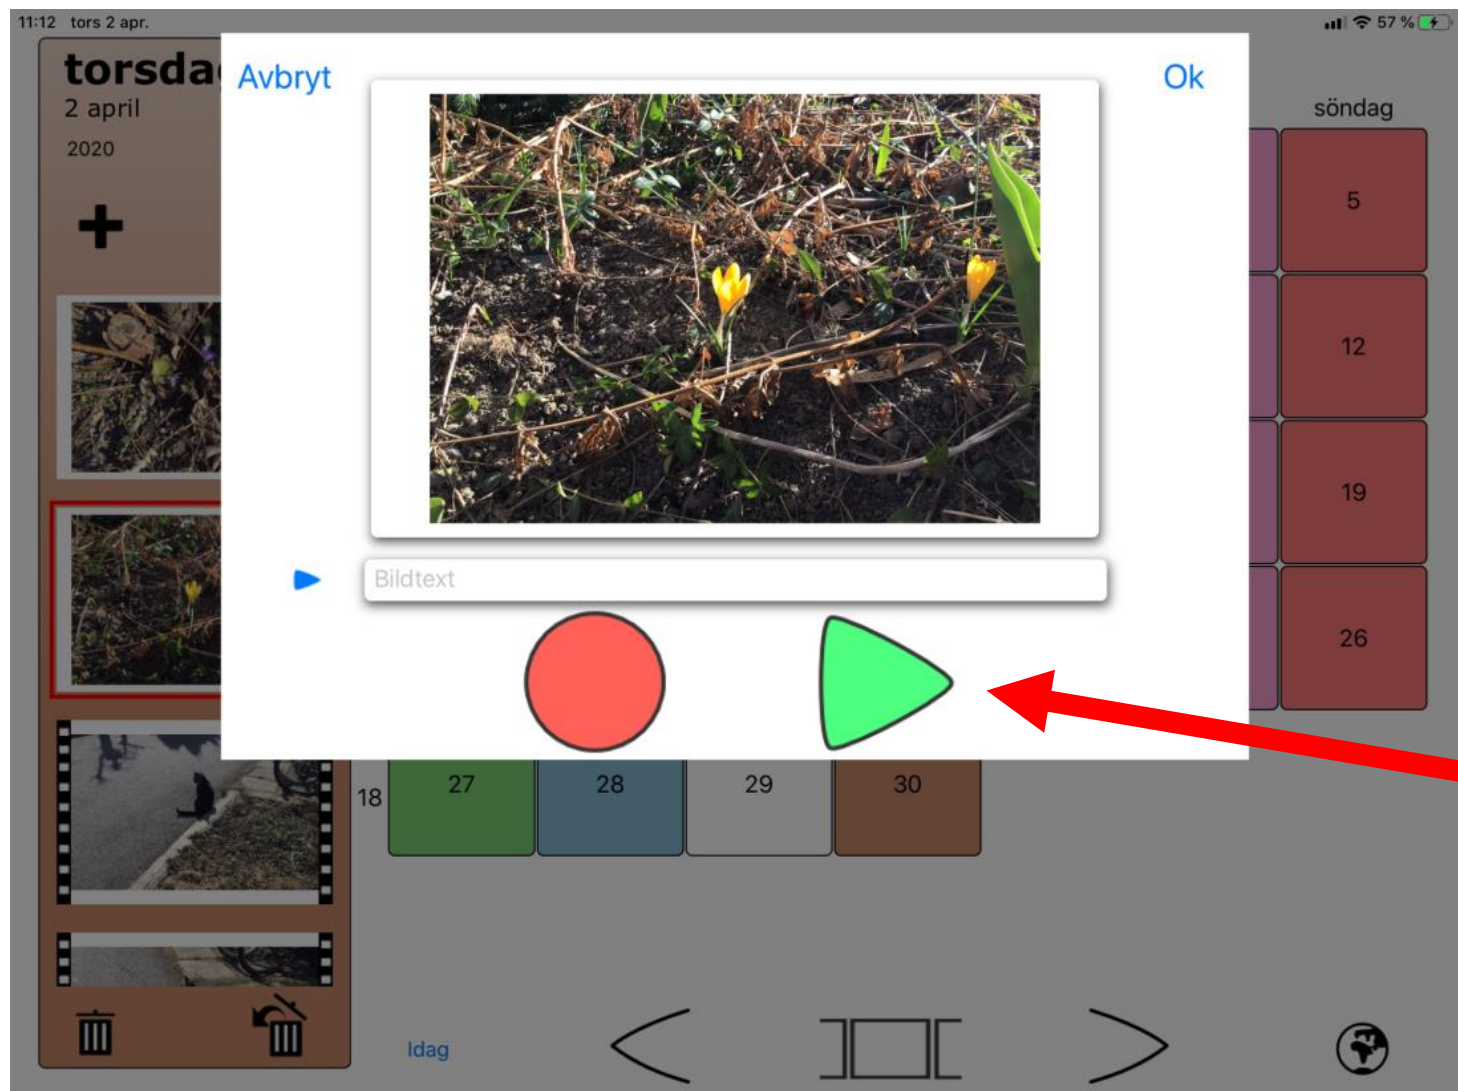 11:12 tors 2 apr.
57 %
torsda
2 april
2020
Avbryt
Ok
Bildtext
söndag
5
12
19
26
18
27
28
29
30
Idag